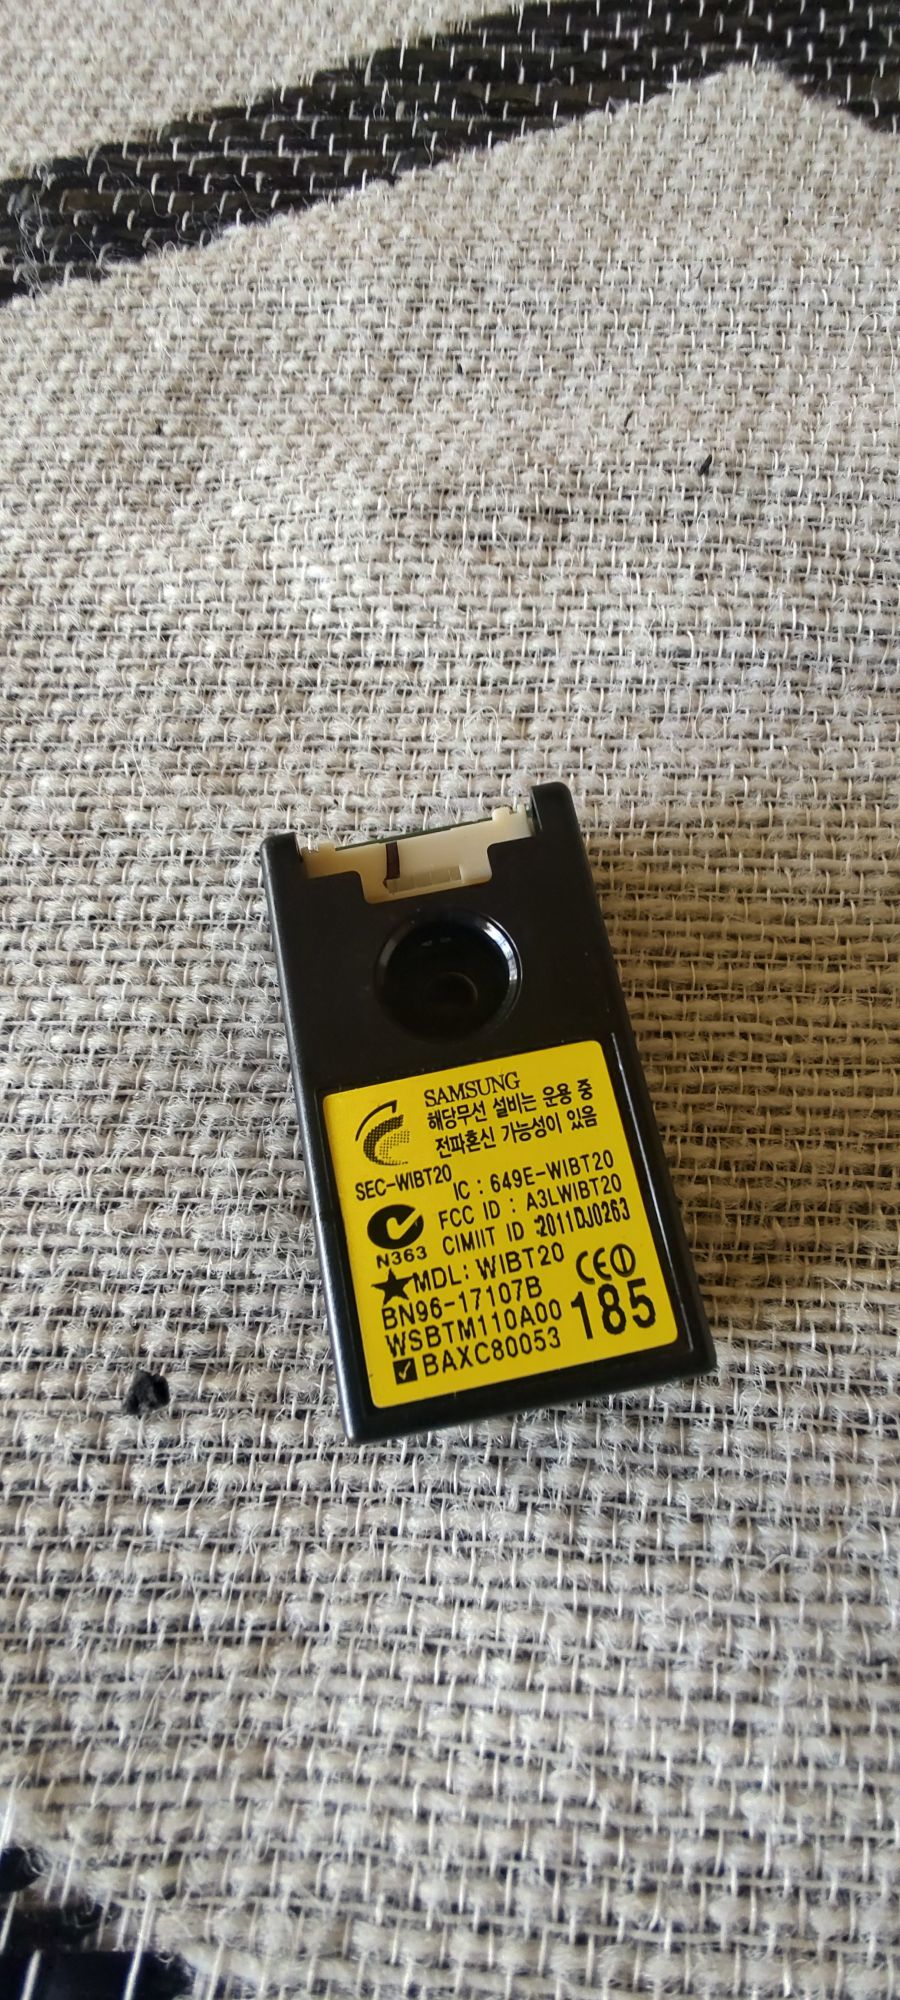 SAMSUNG
해당무선 설비는 운용 중
전파혼신 가능성이 있음
SEC-WIBT20
IC : 649E-WIBT20
FCC ID : A3LWIBT20
CIMIIT ID :2011DJ0263
N363
★MDL: WIBT20
BN96-17107B
WSBTM110A00
BAXC80053
CE
185